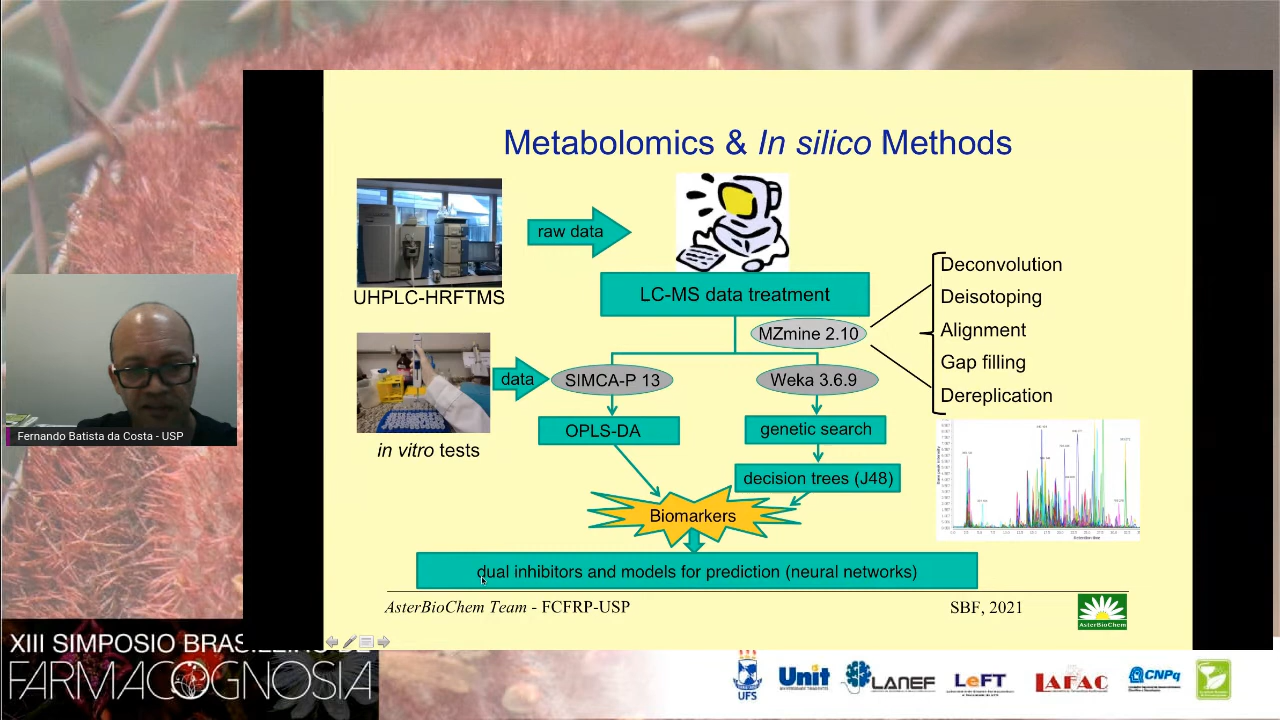 Metabolomics & In silico Methods
raw data
UHPLC-HRFTMS
LC-MS data treatment
MZmine 2.10
Deconvolution
Deisotoping
Alignment
Gap filling
Dereplication
data
SIMCA-P 13
Weka 3.6.9
in vitro tests
OPLS-DA
genetic search
decision trees (J48)
Biomarkers
dual inhibitors and models for prediction (neural networks)
AsterBioChem Team - FCFRP-USP
SBF, 2021
AsterBioChem
Fernando Batista da Costa - USP
XIII SIMPOSIO BRAS
FARMACOGNOSIA
UFS
Unit
LANEF
LeFT
LAFAC
CNPq